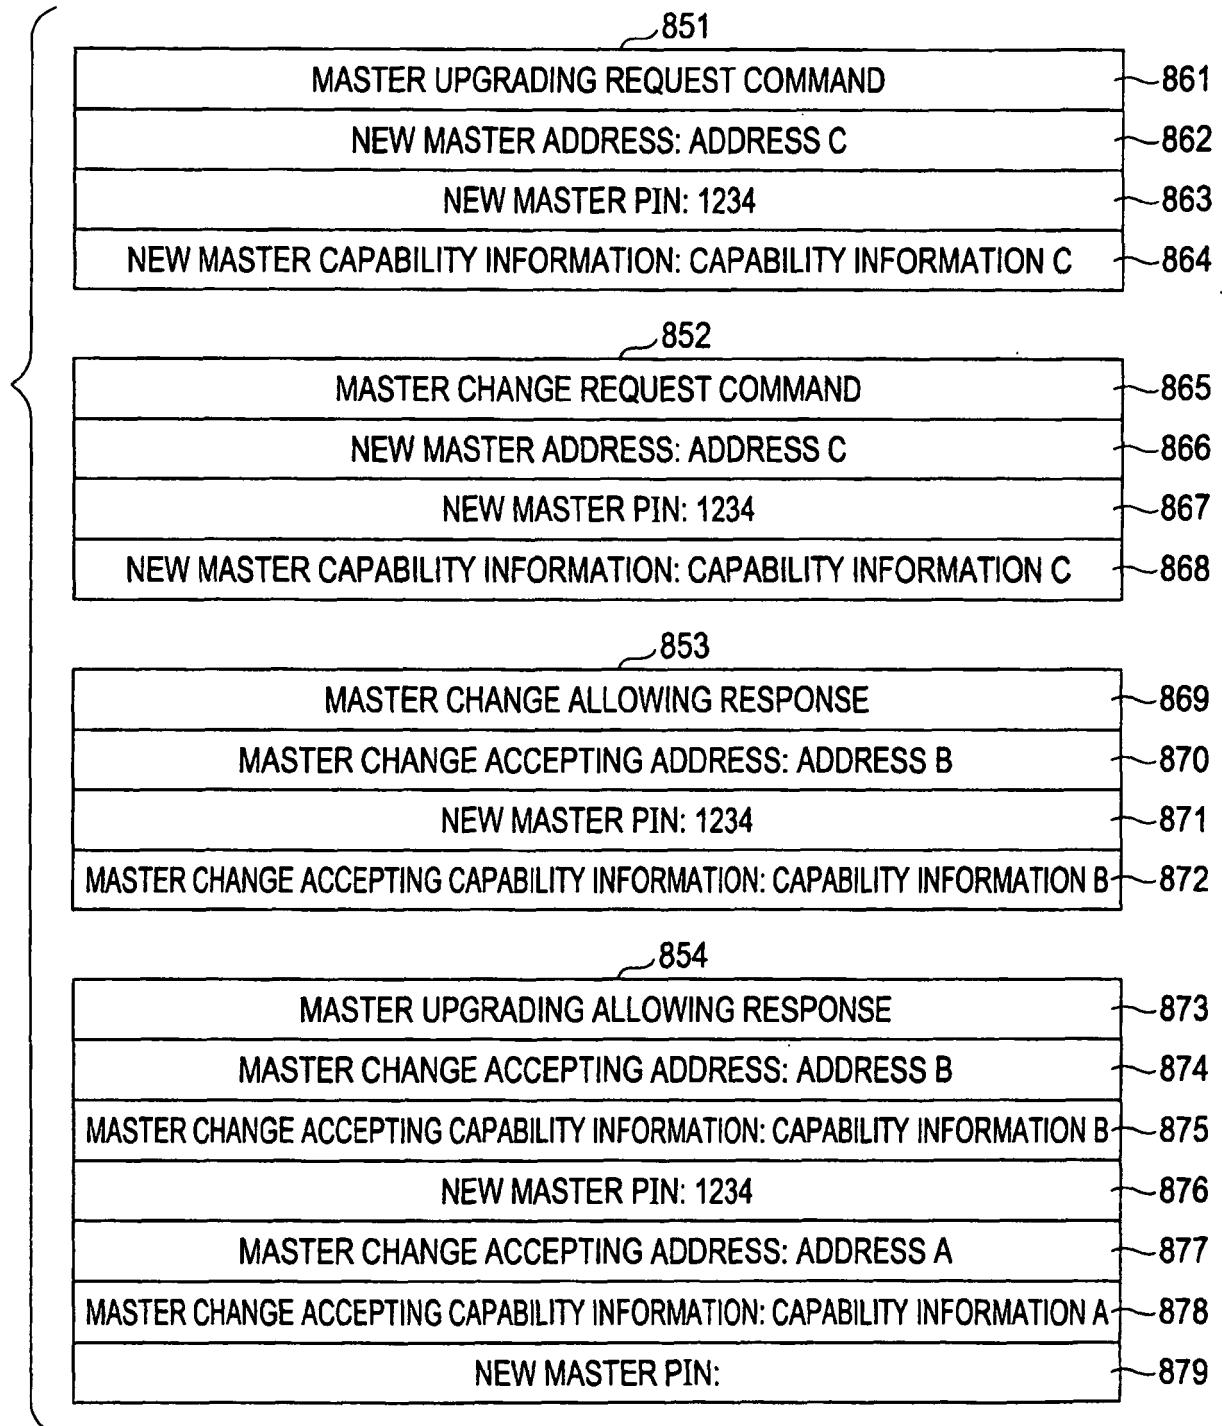 851
MASTER UPGRADING REQUEST COMMAND 861
NEW MASTER ADDRESS: ADDRESS C 862
NEW MASTER PIN: 1234 863
NEW MASTER CAPABILITY INFORMATION: CAPABILITY INFORMATION C 864
852
MASTER CHANGE REQUEST COMMAND 865
NEW MASTER ADDRESS: ADDRESS C 866
NEW MASTER PIN: 1234 867
NEW MASTER CAPABILITY INFORMATION: CAPABILITY INFORMATION C 868
853
MASTER CHANGE ALLOWING RESPONSE 869
MASTER CHANGE ACCEPTING ADDRESS: ADDRESS B 870
NEW MASTER PIN: 1234 871
MASTER CHANGE ACCEPTING CAPABILITY INFORMATION: CAPABILITY INFORMATION B 872
854
MASTER UPGRADING ALLOWING RESPONSE 873
MASTER CHANGE ACCEPTING ADDRESS: ADDRESS B 874
MASTER CHANGE ACCEPTING CAPABILITY INFORMATION: CAPABILITY INFORMATION B 875
NEW MASTER PIN: 1234 876
MASTER CHANGE ACCEPTING ADDRESS: ADDRESS A 877
MASTER CHANGE ACCEPTING CAPABILITY INFORMATION: CAPABILITY INFORMATION A 878
NEW MASTER PIN: 879